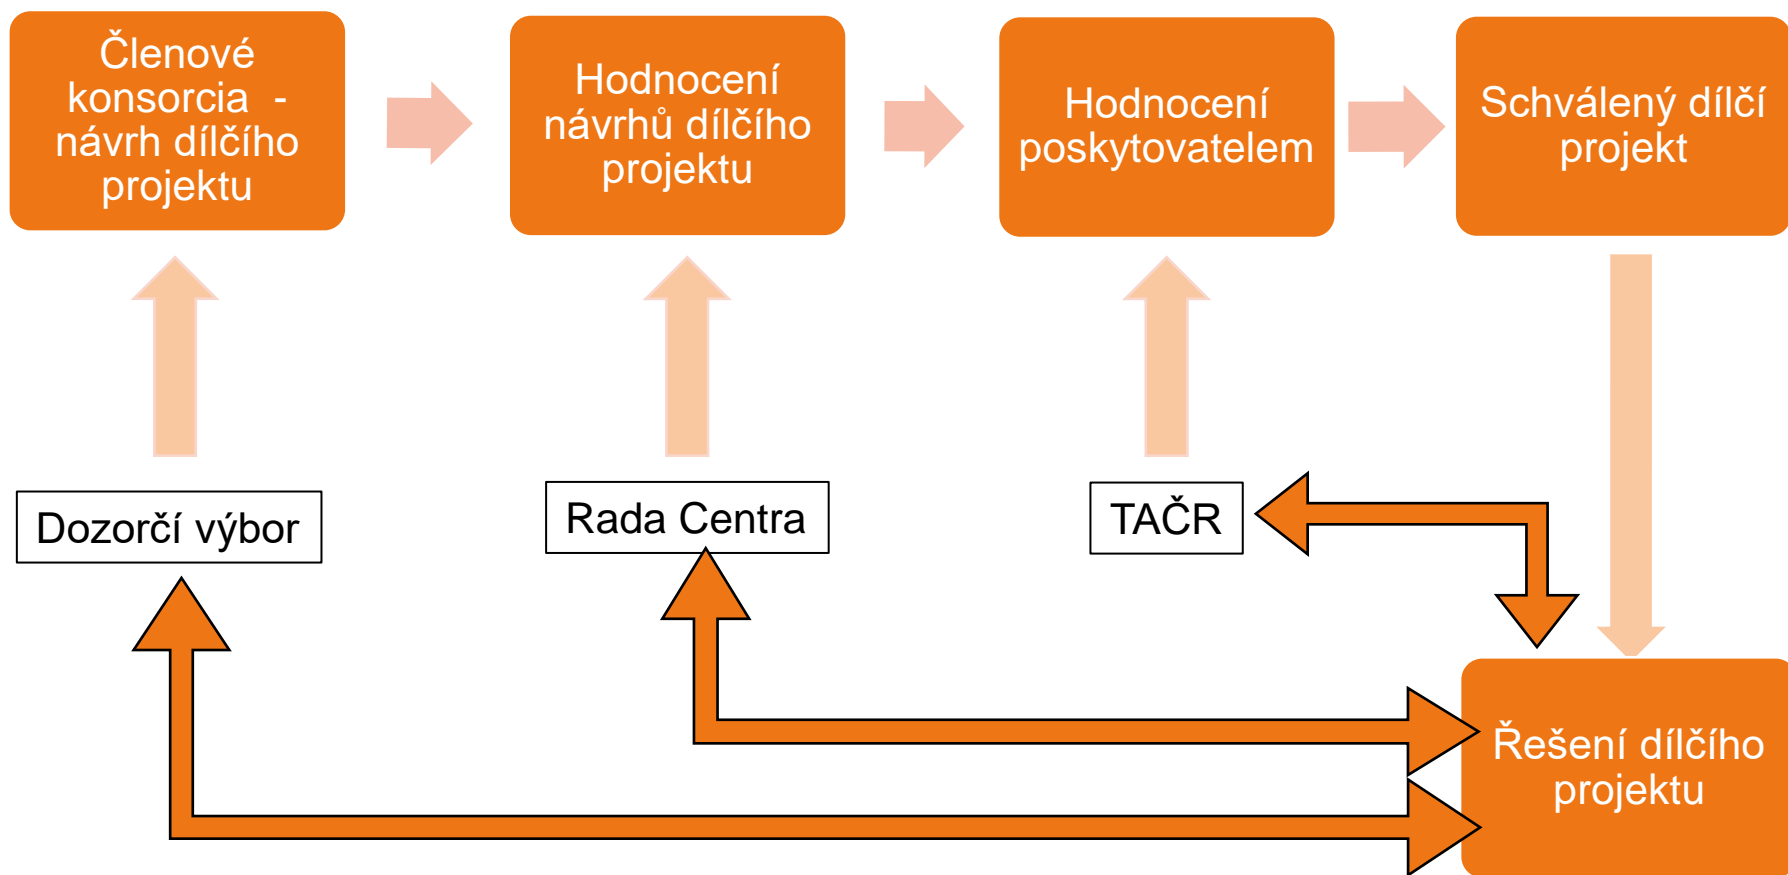 Členové
konsorcia -
návrh dílčího
projektu
Hodnocení
návrhů dílčího
projektu
Hodnocení
poskytovatelem
Schválený dílčí
projekt
Dozorčí výbor
Rada Centra
TAČR
Řešení dílčího
projektu